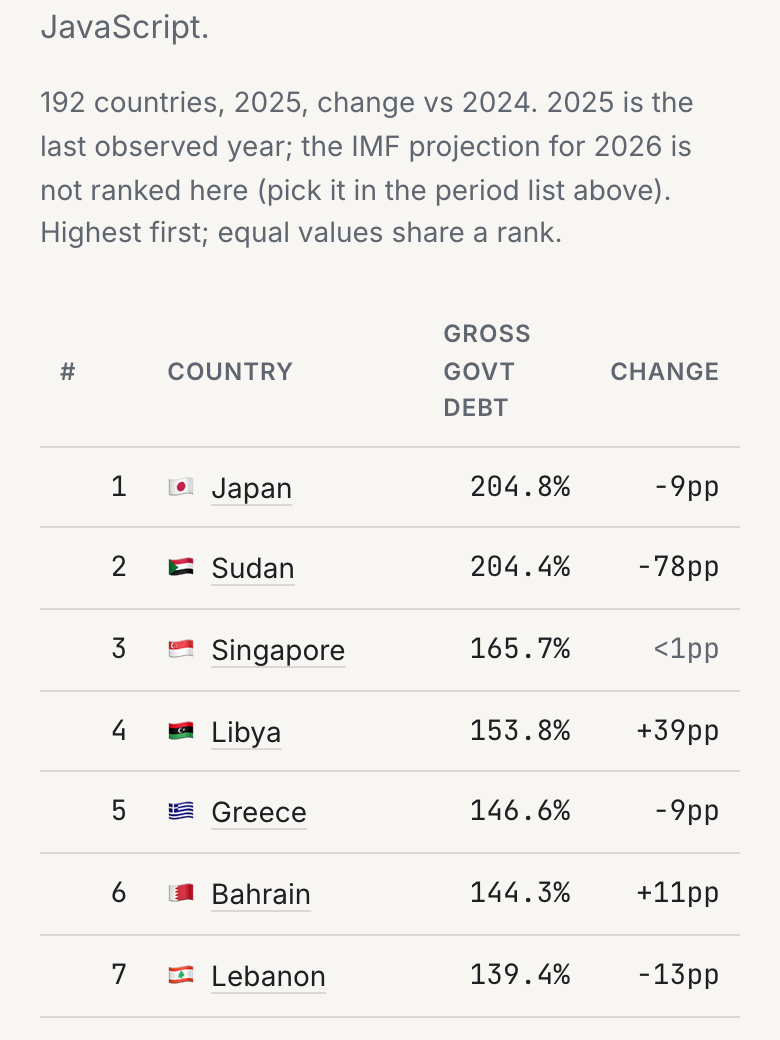 JavaScript.
192 countries, 2025, change vs 2024. 2025 is the
last observed year; the IMF projection for 2026 is
not ranked here (pick it in the period list above).
Highest first; equal values share a rank.
# COUNTRY GROSS GOVT DEBT CHANGE
1 Japan 204.8% -9pp
2 Sudan 204.4% -78pp
3 Singapore 165.7% <1pp
4 Libya 153.8% +39pp
5 Greece 146.6% -9pp
6 Bahrain 144.3% +11pp
7 Lebanon 139.4% -13pp